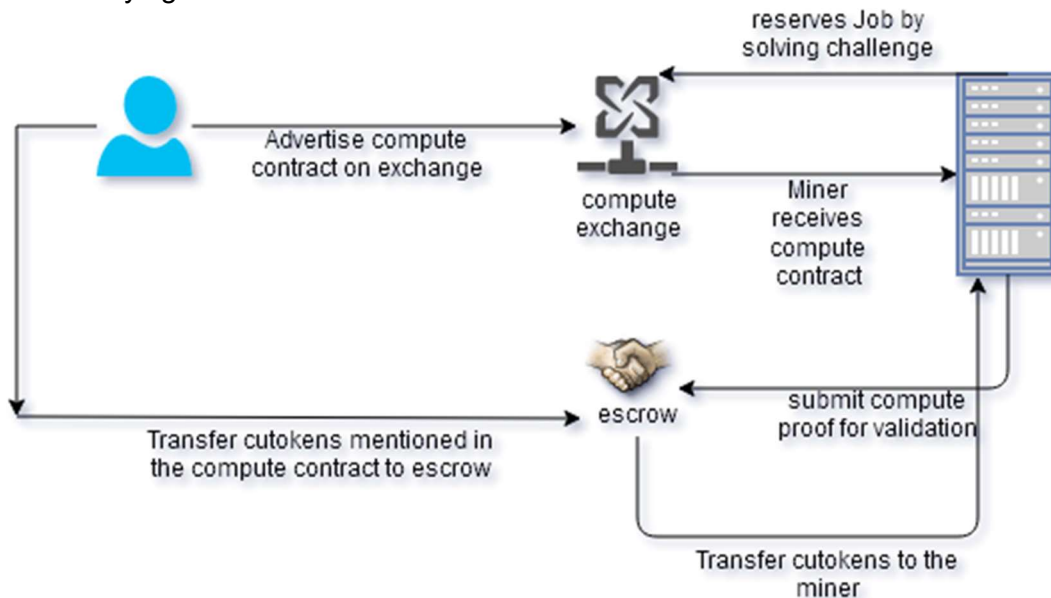 reserves Job by
solving challenge
Advertise compute
contract on exchange
compute
exchange
Miner
receives
compute
contract
escrow
submit compute
proof for validation
Transfer cutokens mentioned in
the compute contract to escrow
Transfer cutokens to the
miner